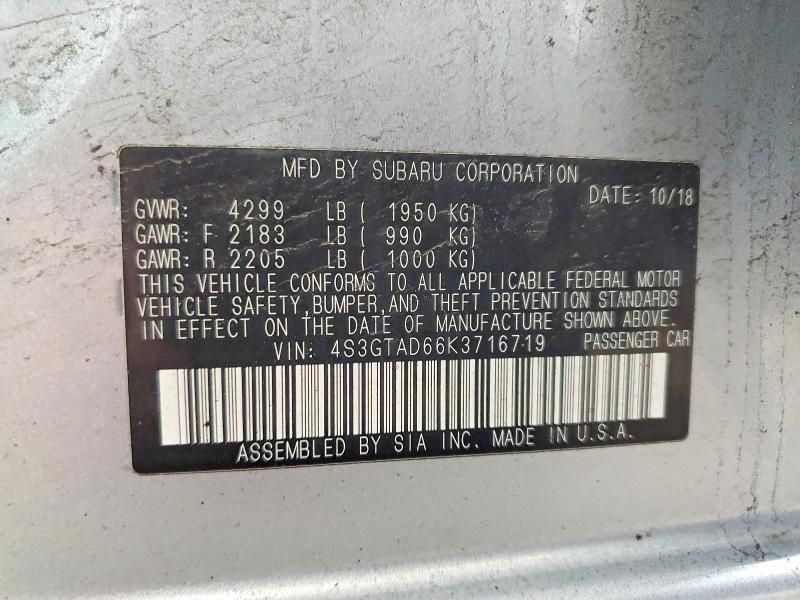 MFD BY SUBARU CORPORATION
DATE: 10/18
GVWR: 4299 LB ( 1950 KG)
GAWR: F 2183 LB ( 990 KG)
GAWR: R 2205 LB ( 1000 KG)
THIS VEHICLE CONFORMS TO ALL APPLICABLE FEDERAL MOTOR
VEHICLE SAFETY, BUMPER, AND THEFT PREVENTION STANDARDS
IN EFFECT ON THE DATE OF MANUFACTURE SHOWN ABOVE.
VIN: 4S3GTAD66K3716719 PASSENGER CAR
ASSEMBLED BY SIA INC. MADE IN U.S.A.